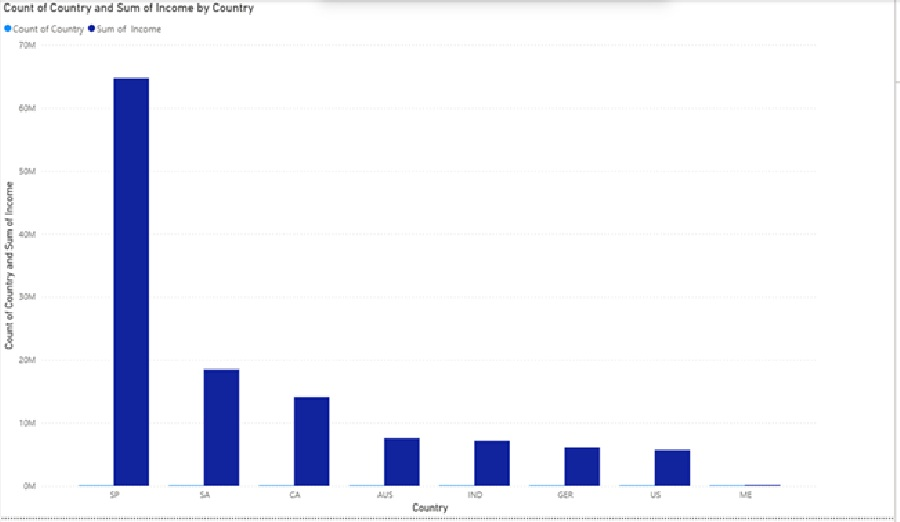 Count of Country and Sum of Income by Country
Count of Country Sum of Income
70M
60M
50M
40M
30M
20M
10M
0M
Count of Country and Sum of Income
SP SA CA AUS IND GER US ME
Country